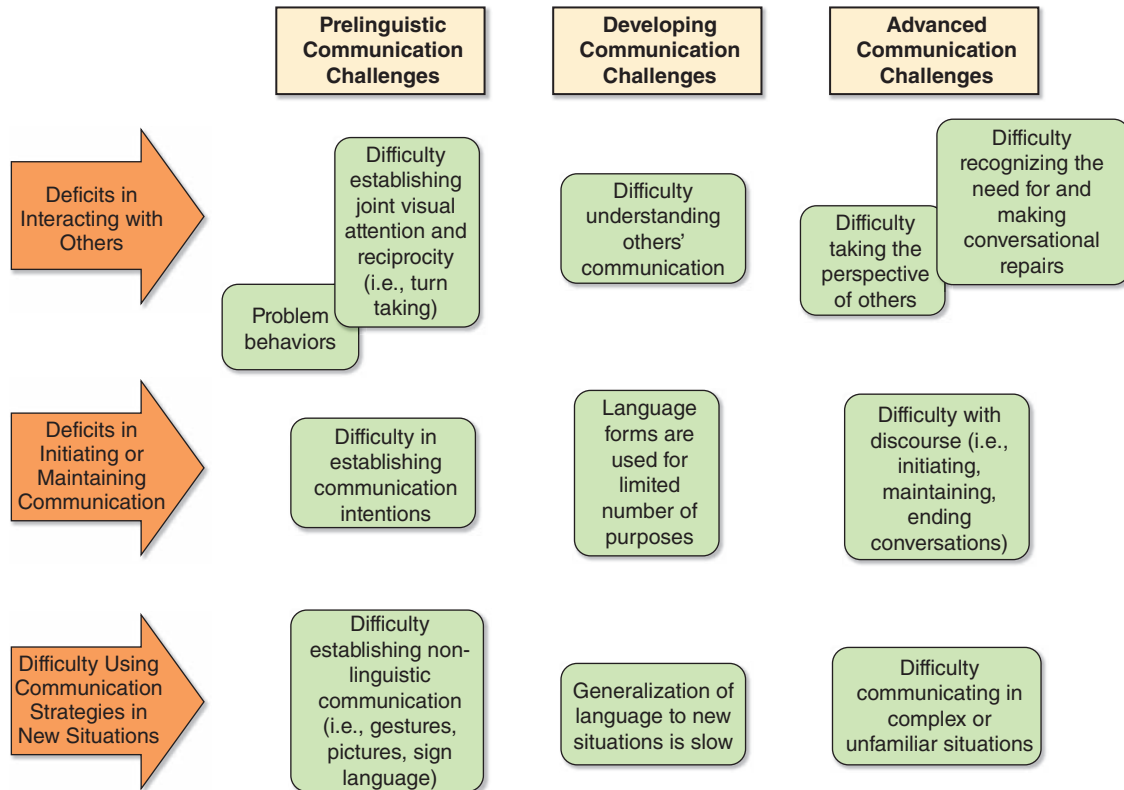 Prelinguistic
Communication
Challenges
Developing
Communication
Challenges
Advanced
Communication
Challenges
Deficits in
Interacting with
Others
Problem
behaviors
Difficulty
establishing
joint visual
attention and
reciprocity
(i.e., turn
taking)
Difficulty
understanding
others’
communication
Difficulty
taking the
perspective
of others
Difficulty
recognizing the
need for and
making
conversational
repairs
Deficits in
Initiating or
Maintaining
Communication
Difficulty in
establishing
communication
intentions
Language
forms are
used for
limited
number of
purposes
Difficulty with
discourse (i.e.,
initiating,
maintaining,
ending
conversations)
Difficulty Using
Communication
Strategies in
New Situations
Difficulty
establishing non-
linguistic
communication
(i.e., gestures,
pictures, sign
language)
Generalization of
language to new
situations is slow
Difficulty
communicating in
complex or
unfamiliar situations